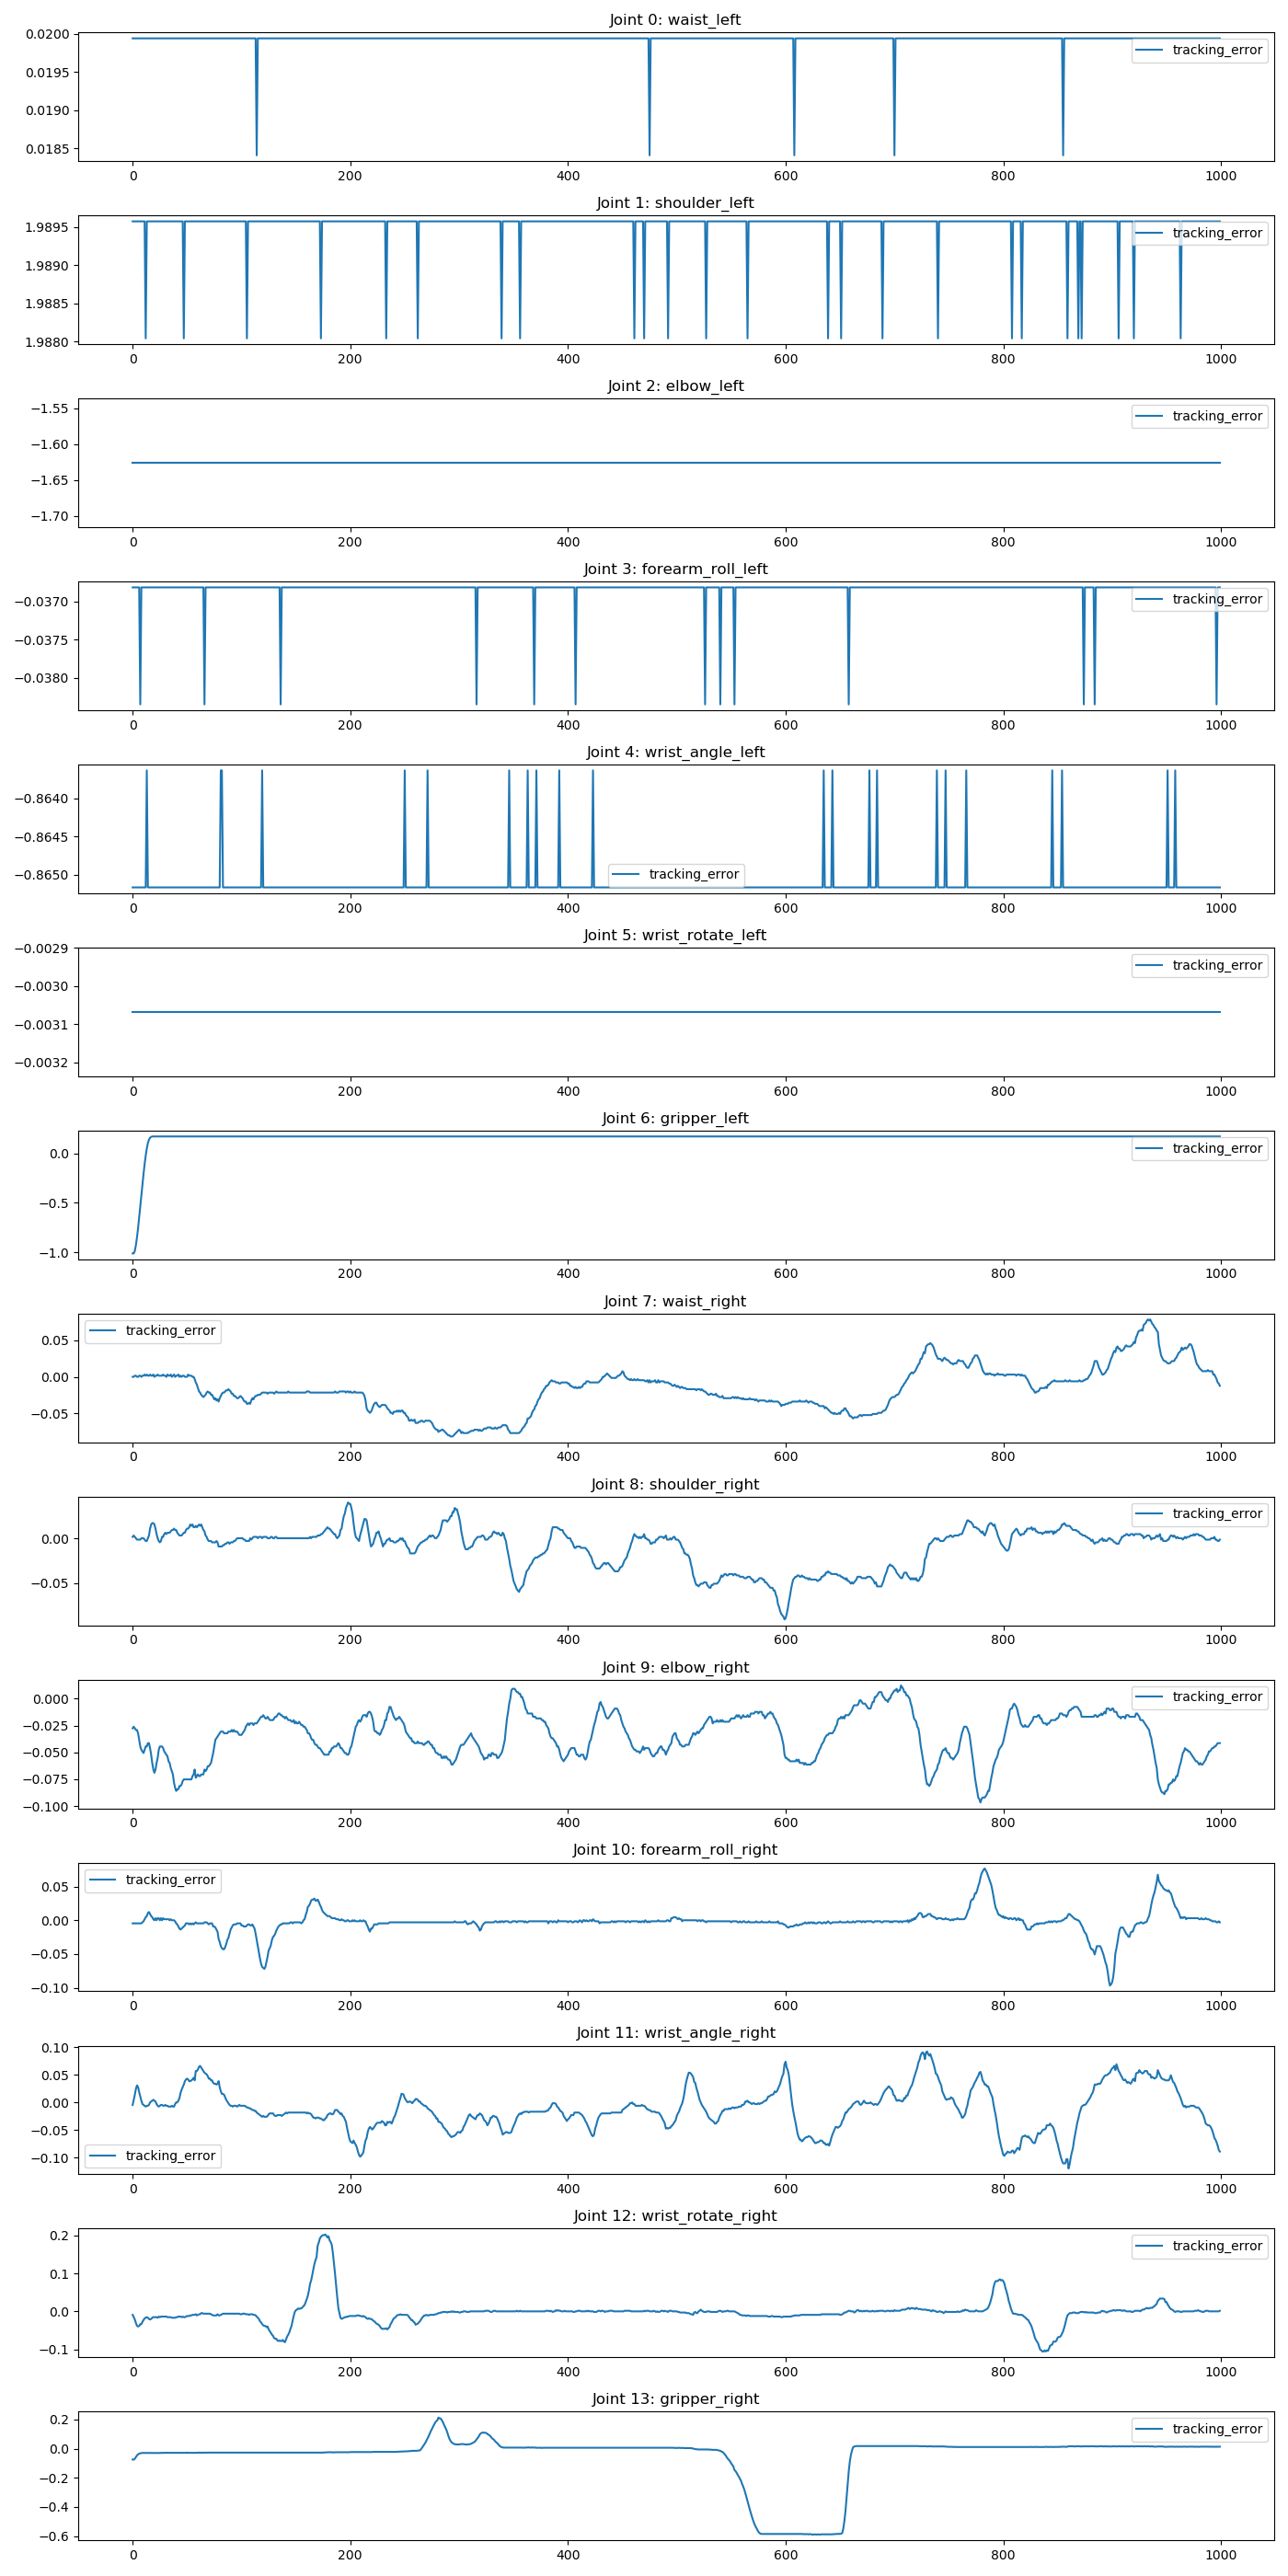 Joint 0: waist_left
0.0200
0.0195
0.0190
0.0185
tracking_error
0 200 400 600 800 1000
Joint 1: shoulder_left
1.9895
1.9890
1.9885
1.9880
tracking_error
0 200 400 600 800 1000
Joint 2: elbow_left
−1.55
−1.60
−1.65
−1.70
tracking_error
0 200 400 600 800 1000
Joint 3: forearm_roll_left
−0.0370
−0.0375
−0.0380
tracking_error
0 200 400 600 800 1000
Joint 4: wrist_angle_left
−0.8640
−0.8645
−0.8650
tracking_error
0 200 400 600 800 1000
Joint 5: wrist_rotate_left
−0.0029
−0.0030
−0.0031
−0.0032
tracking_error
0 200 400 600 800 1000
Joint 6: gripper_left
0.0
−0.5
−1.0
tracking_error
0 200 400 600 800 1000
Joint 7: waist_right
0.05
0.00
−0.05
tracking_error
0 200 400 600 800 1000
Joint 8: shoulder_right
0.00
−0.05
tracking_error
0 200 400 600 800 1000
Joint 9: elbow_right
0.000
−0.025
−0.050
−0.075
−0.100
tracking_error
0 200 400 600 800 1000
Joint 10: forearm_roll_right
0.05
0.00
−0.05
−0.10
tracking_error
0 200 400 600 800 1000
Joint 11: wrist_angle_right
0.10
0.05
0.00
−0.05
−0.10
tracking_error
0 200 400 600 800 1000
Joint 12: wrist_rotate_right
0.2
0.1
0.0
−0.1
tracking_error
0 200 400 600 800 1000
Joint 13: gripper_right
0.2
0.0
−0.2
−0.4
−0.6
tracking_error
0 200 400 600 800 1000